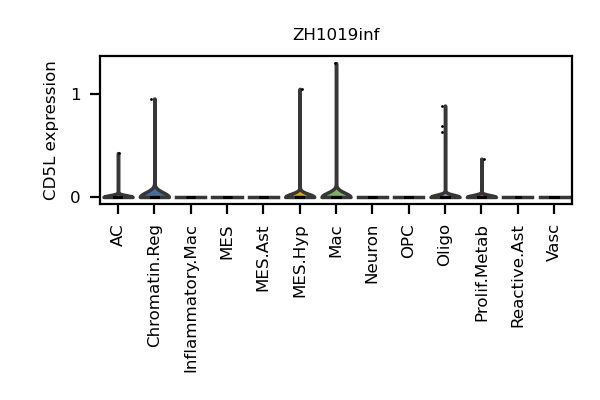 ZH1019inf
CD5L expression
1
0
AC
Chromatin.Reg
Inflammatory.Mac
MES
MES.Ast
MES.Hyp
Mac
Neuron
OPC
Oligo
Prolif.Metab
Reactive.Ast
Vasc